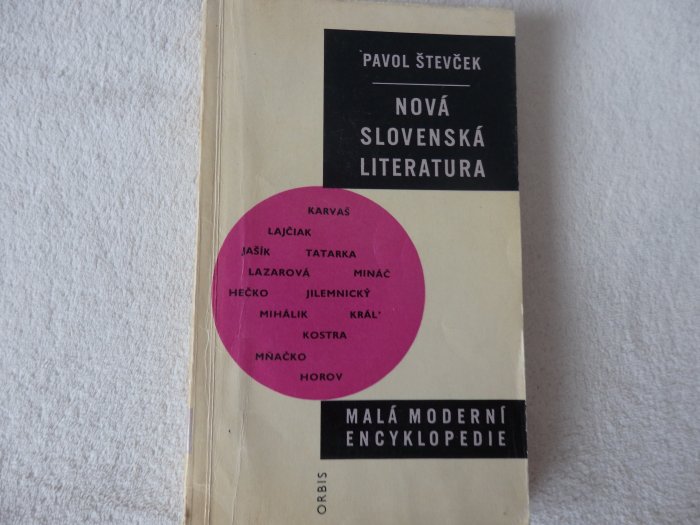 PAVOL ŠTEVČEK
NOVÁ
SLOVENSKÁ
LITERATURA
KARVAŠ
LAJČIAK
JAŠÍK TATARKA
LAZAROVÁ MINÁČ
HEČKO JILEMNICKÝ
MIHÁLIK KRÁL'
KOSTRA
MŇAČKO
HOROV
MALÁ MODERNÍ
ENCYKLOPEDIE
ORBIS